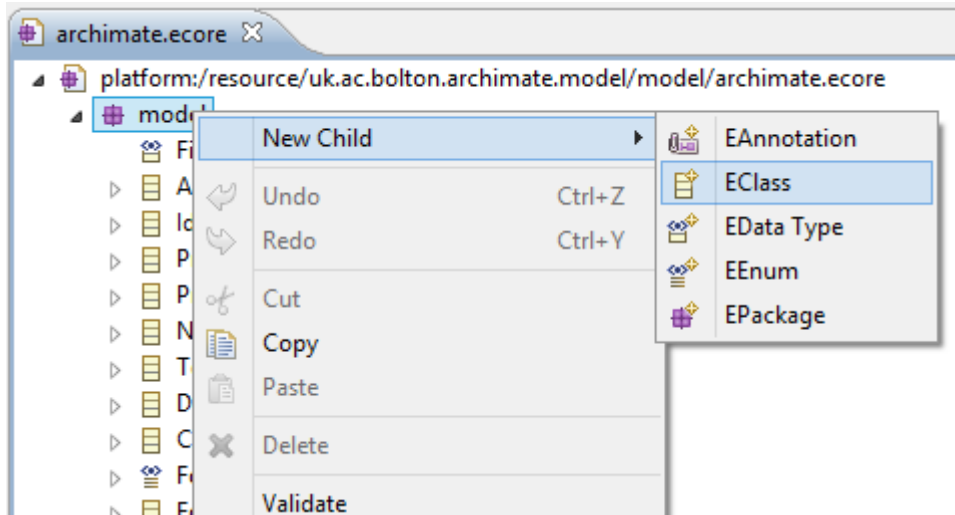 archimate.ecore
platform:/resource/uk.ac.bolton.archimate.model/model/archimate.ecore
New Child
EAnnotation
EClass
EData Type
EEnum
EPackage
Undo Ctrl+Z
Redo Ctrl+Y
Cut
Copy
Paste
Delete
Validate